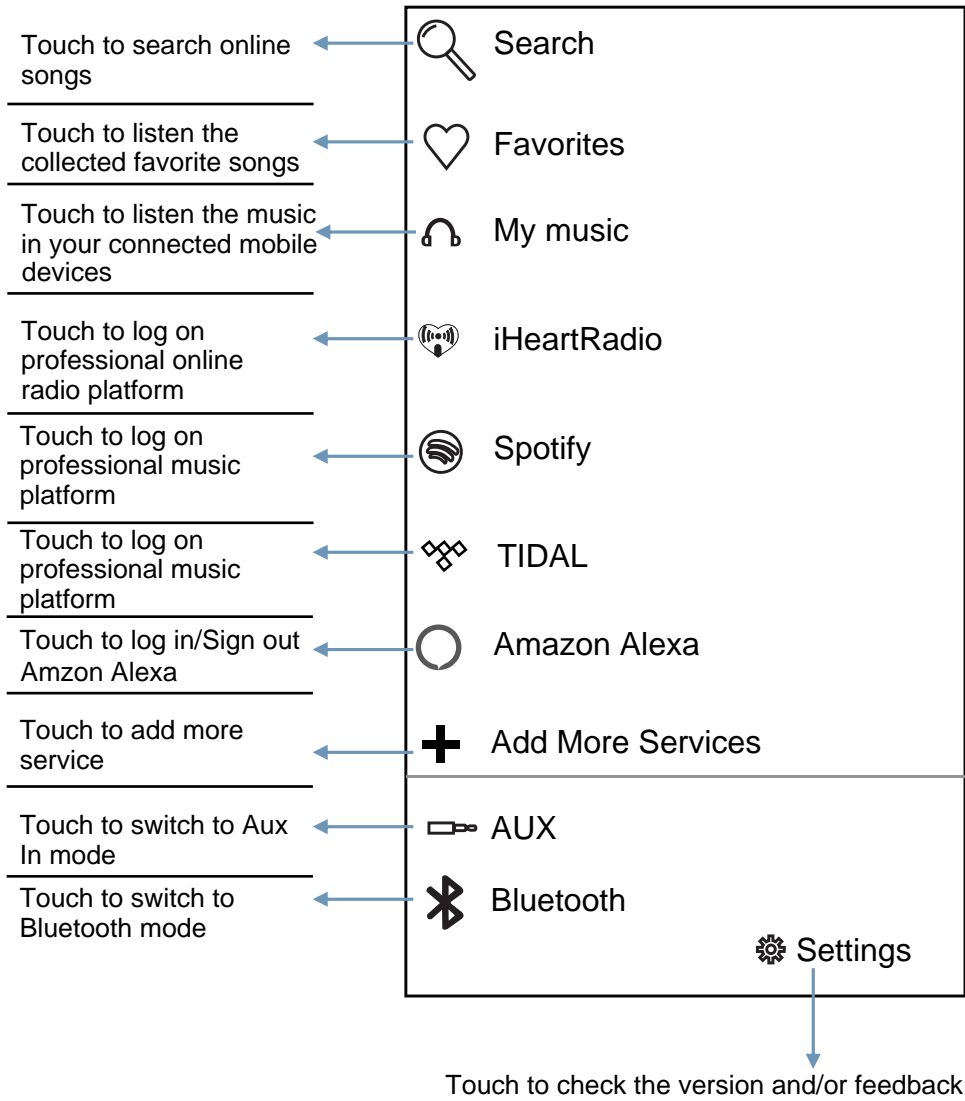 Touch to search online
songs
Search
Touch to listen the
collected favorite songs
Favorites
Touch to listen the music
in your connected mobile
devices
My music
Touch to log on
professional online
radio platform
iHeartRadio
Touch to log on
professional music
platform
Spotify
Touch to log on
professional music
platform
TIDAL
Touch to log in/Sign out
Amzon Alexa
Amazon Alexa
Touch to add more
service
Add More Services
Touch to switch to Aux
In mode
AUX
Touch to switch to
Bluetooth mode
Bluetooth
Settings
Touch to check the version and/or feedback